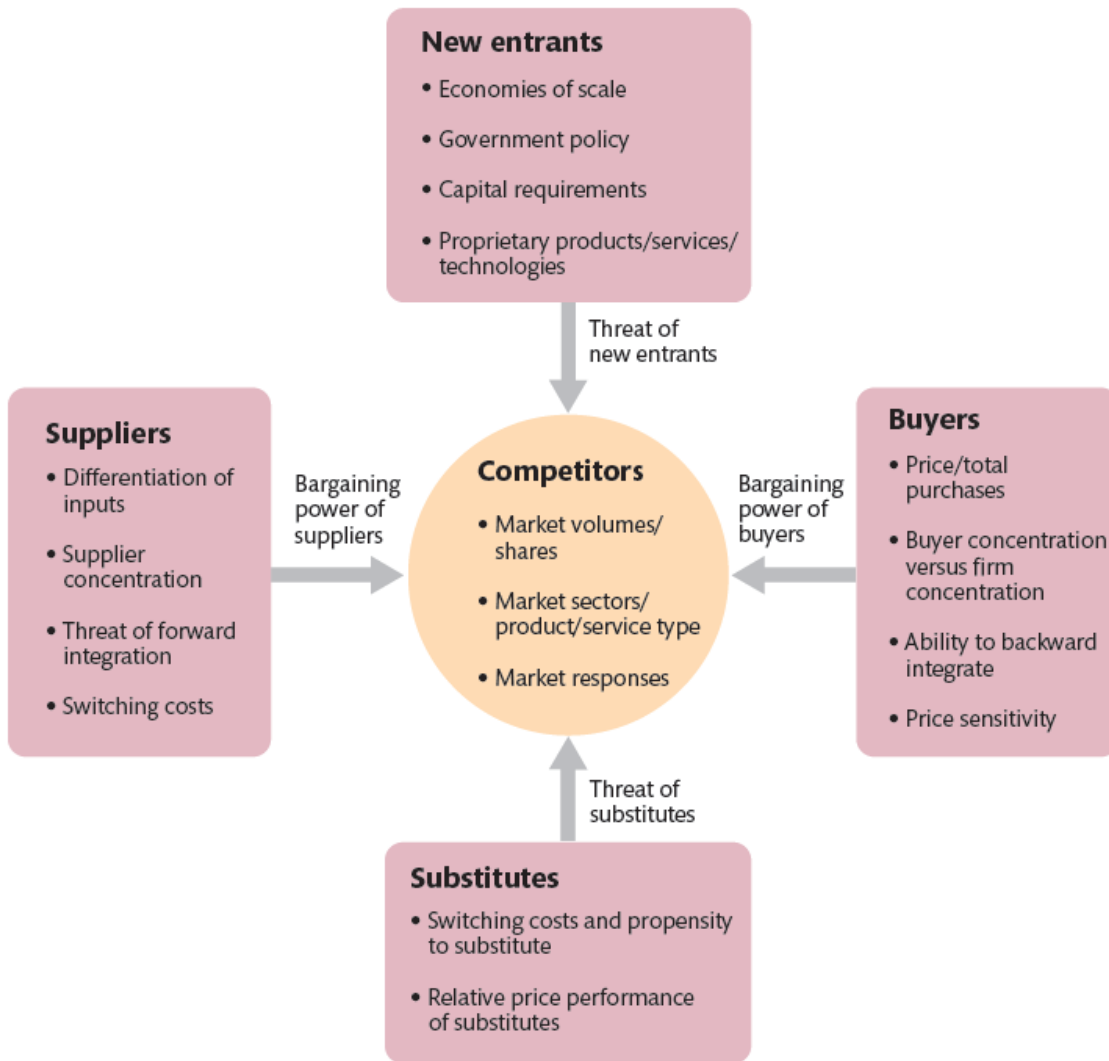 New entrants
• Economies of scale
• Government policy
• Capital requirements
• Proprietary products/services/
technologies
Threat of
new entrants
Suppliers
• Differentiation of
inputs
• Supplier
concentration
• Threat of forward
integration
• Switching costs
Bargaining
power of
suppliers
Competitors
• Market volumes/
shares
• Market sectors/
product/service type
• Market responses
Bargaining
power of
buyers
Buyers
• Price/total
purchases
• Buyer concentration
versus firm
concentration
• Ability to backward
integrate
• Price sensitivity
Threat of
substitutes
Substitutes
• Switching costs and propensity
to substitute
• Relative price performance
of substitutes